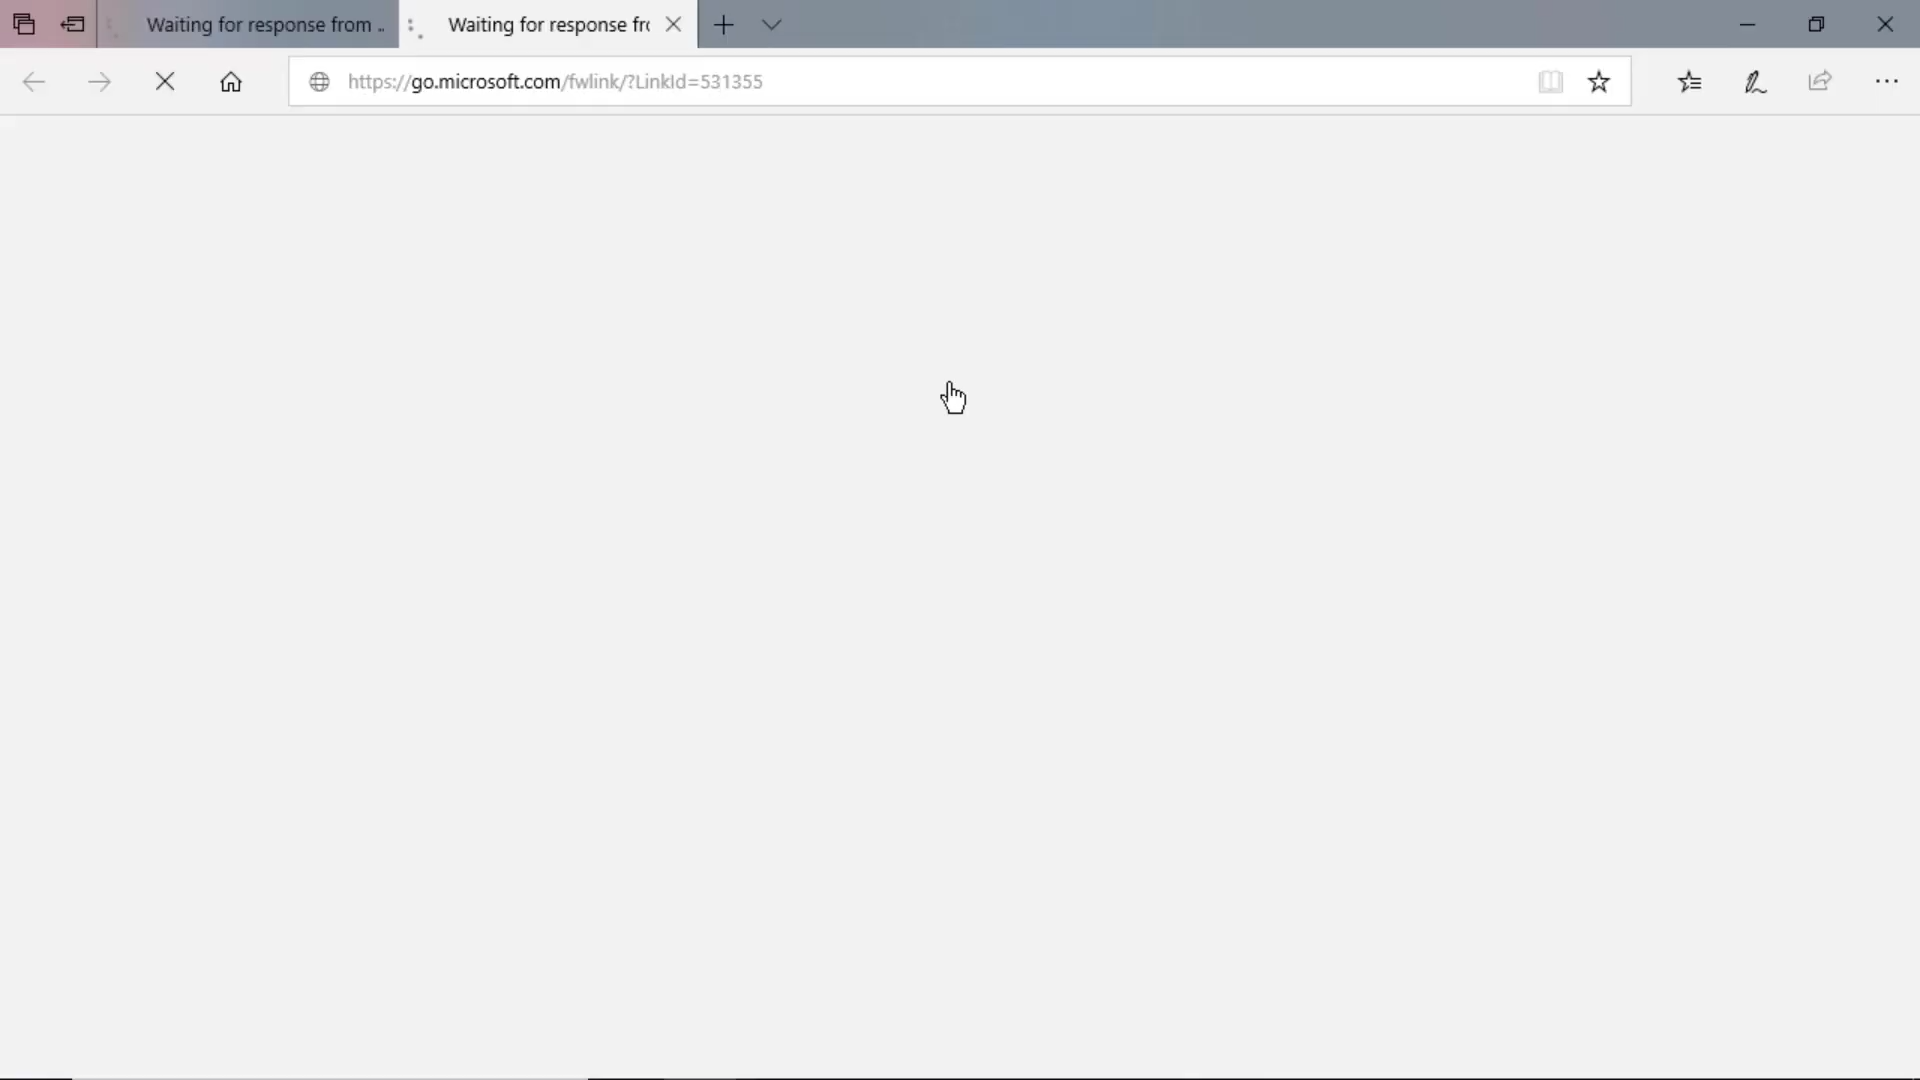 Waiting for response from ..
Waiting for response fr
https://go.microsoft.com/fwlink/?LinkId=531355